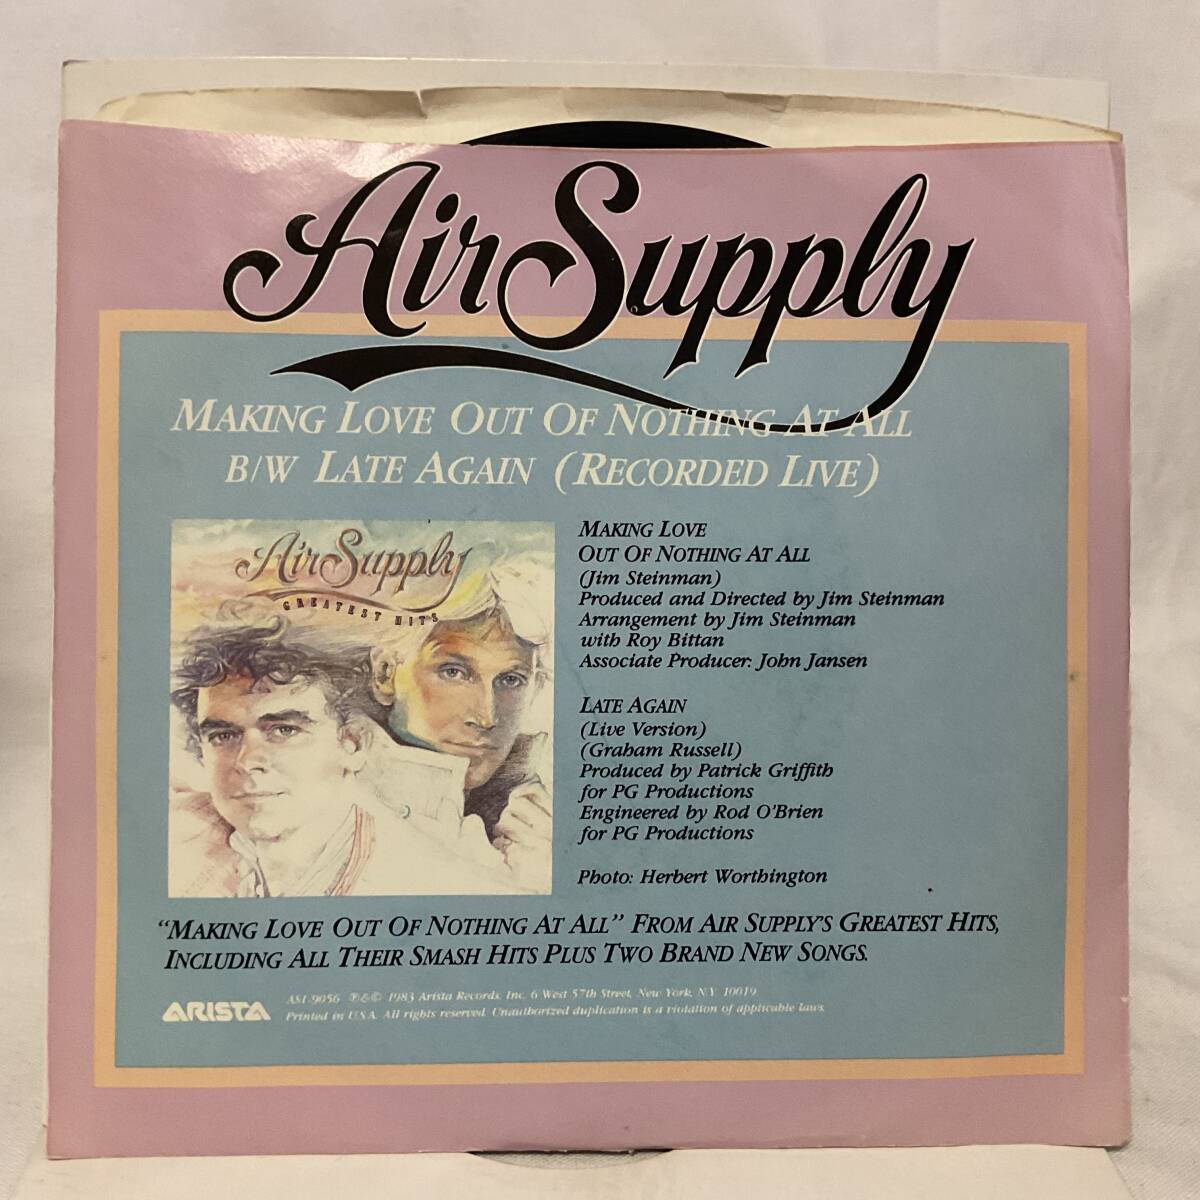 Air Supply
MAKING LOVE OUT OF NOTHING AT ALL
B/W LATE AGAIN (RECORDED LIVE)
Air Supply
GREATEST HITS
MAKING LOVE
OUT OF NOTHING AT ALL
(Jim Steinman)
Produced and Directed by Jim Steinman
Arrangement by Jim Steinman
with Roy Bittan
Associate Producer: John Jansen
LATE AGAIN
(Live Version)
(Graham Russell)
Produced by Patrick Griffith
for PG Productions
Engineered by Rod O'Brien
for PG Productions
Photo: Herbert Worthington
“MAKING LOVE OUT OF NOTHING AT ALL” FROM AIR SUPPLY'S GREATEST HITS,
INCLUDING ALL THEIR SMASH HITS PLUS TWO BRAND NEW SONGS.
ARISTA
AS1-9056 ℗&© 1983 Arista Records, Inc. 6 West 57th Street, New York, N.Y. 10019
Printed in U.S.A. All rights reserved. Unauthorized duplication is a violation of applicable laws.